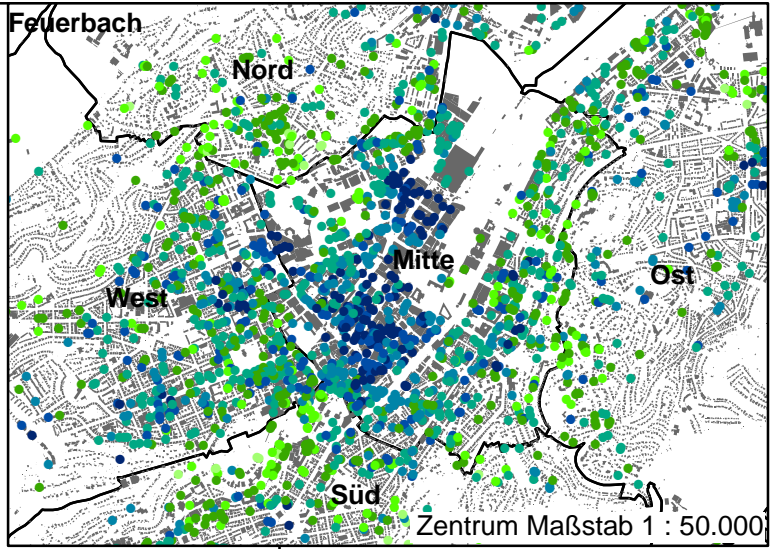 Feuerbach
Nord
Mitte
West
Ost
Süd
Zentrum Maßstab 1 : 50.000